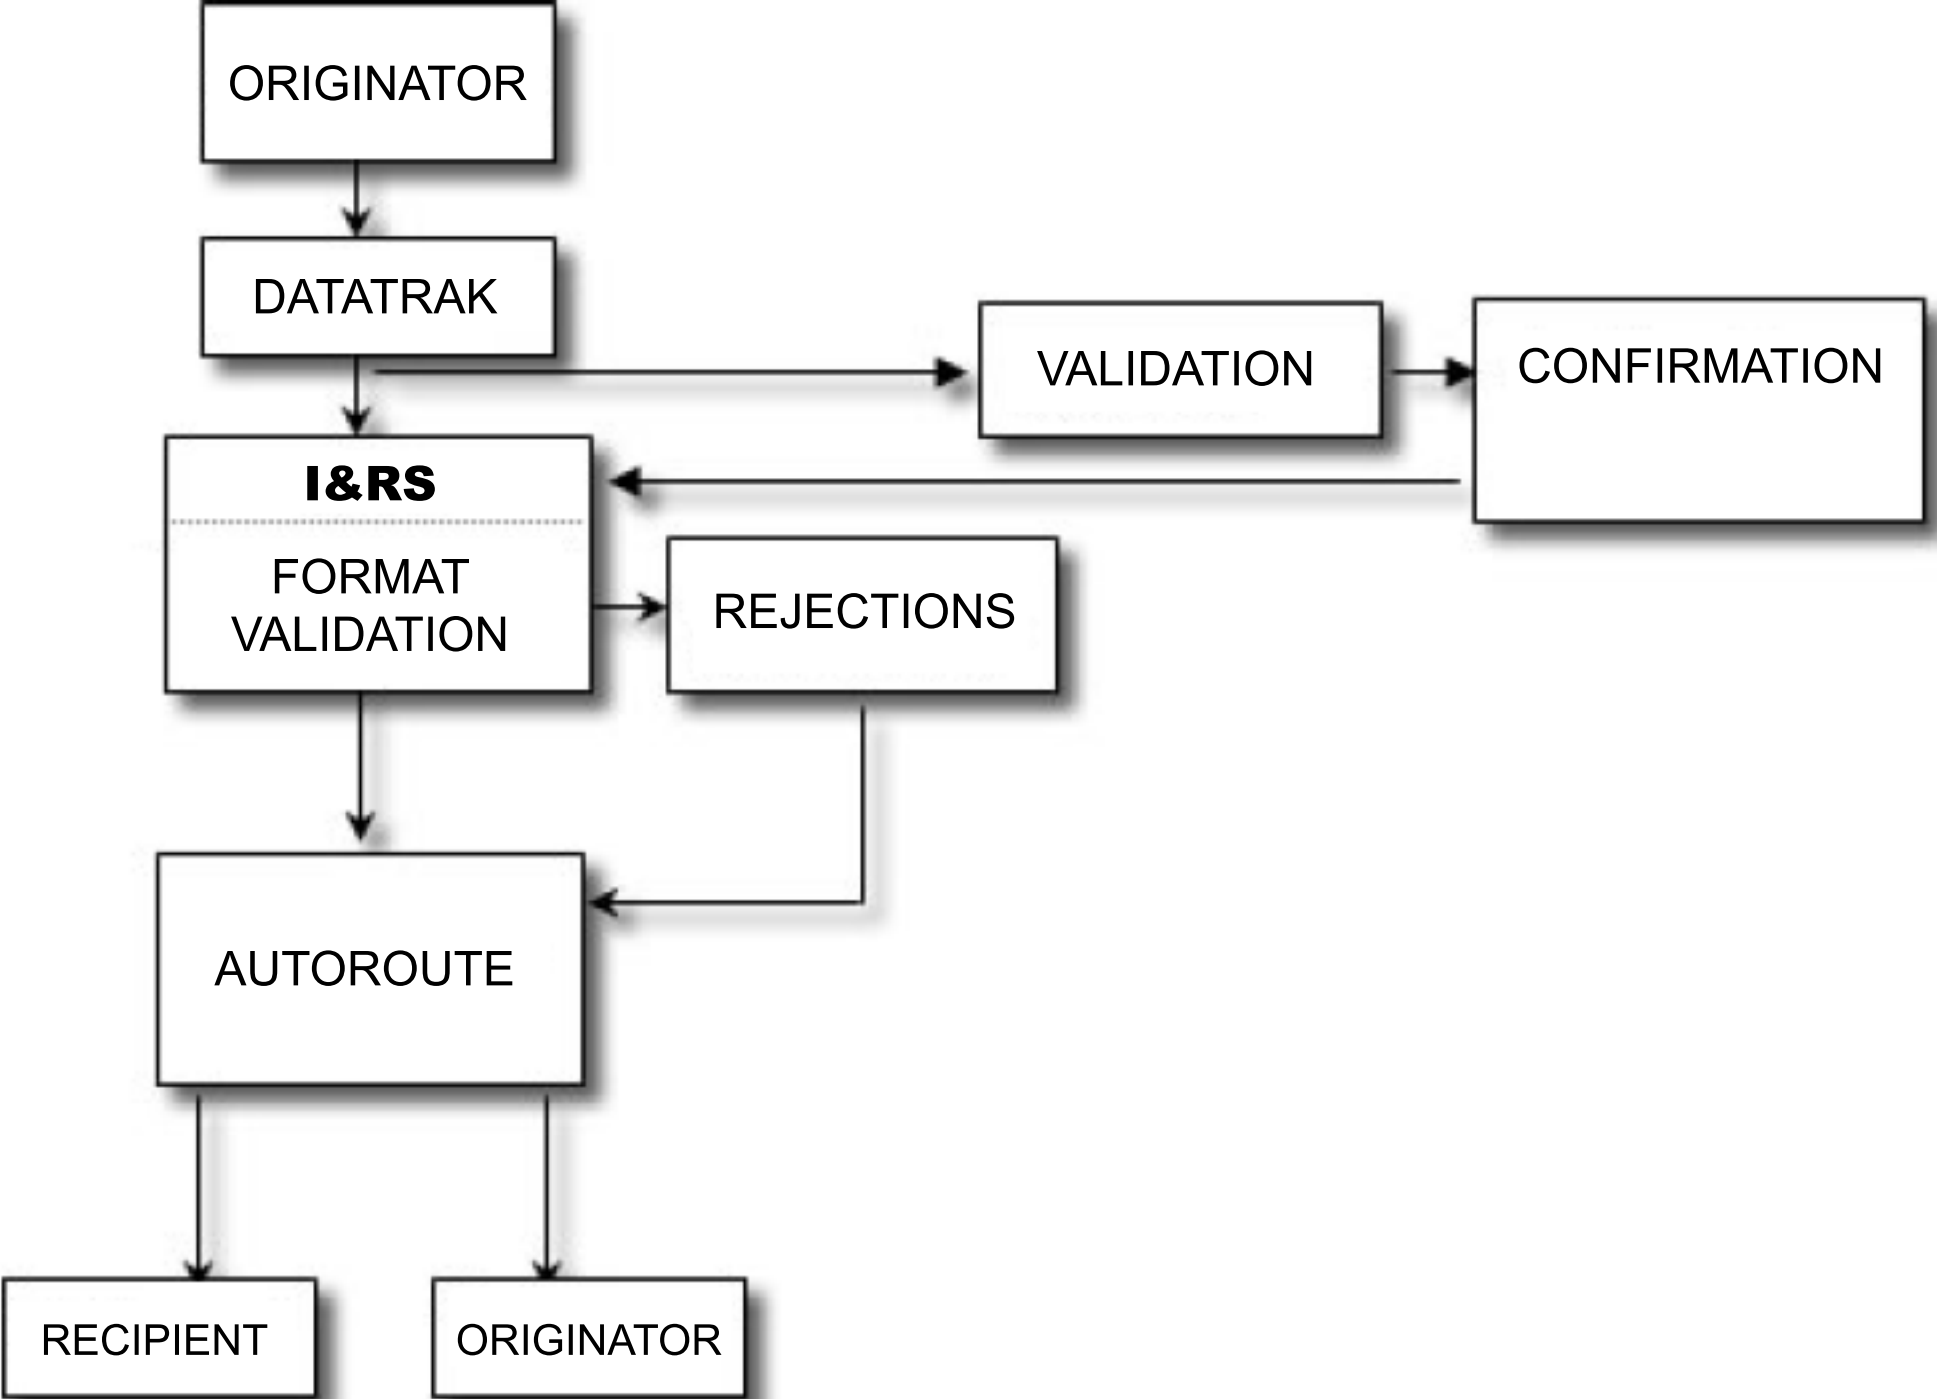 ORIGINATOR
DATATRAK
VALIDATION
CONFIRMATION
I&RS
FORMAT
VALIDATION
REJECTIONS
AUTOROUTE
RECIPIENT
ORIGINATOR